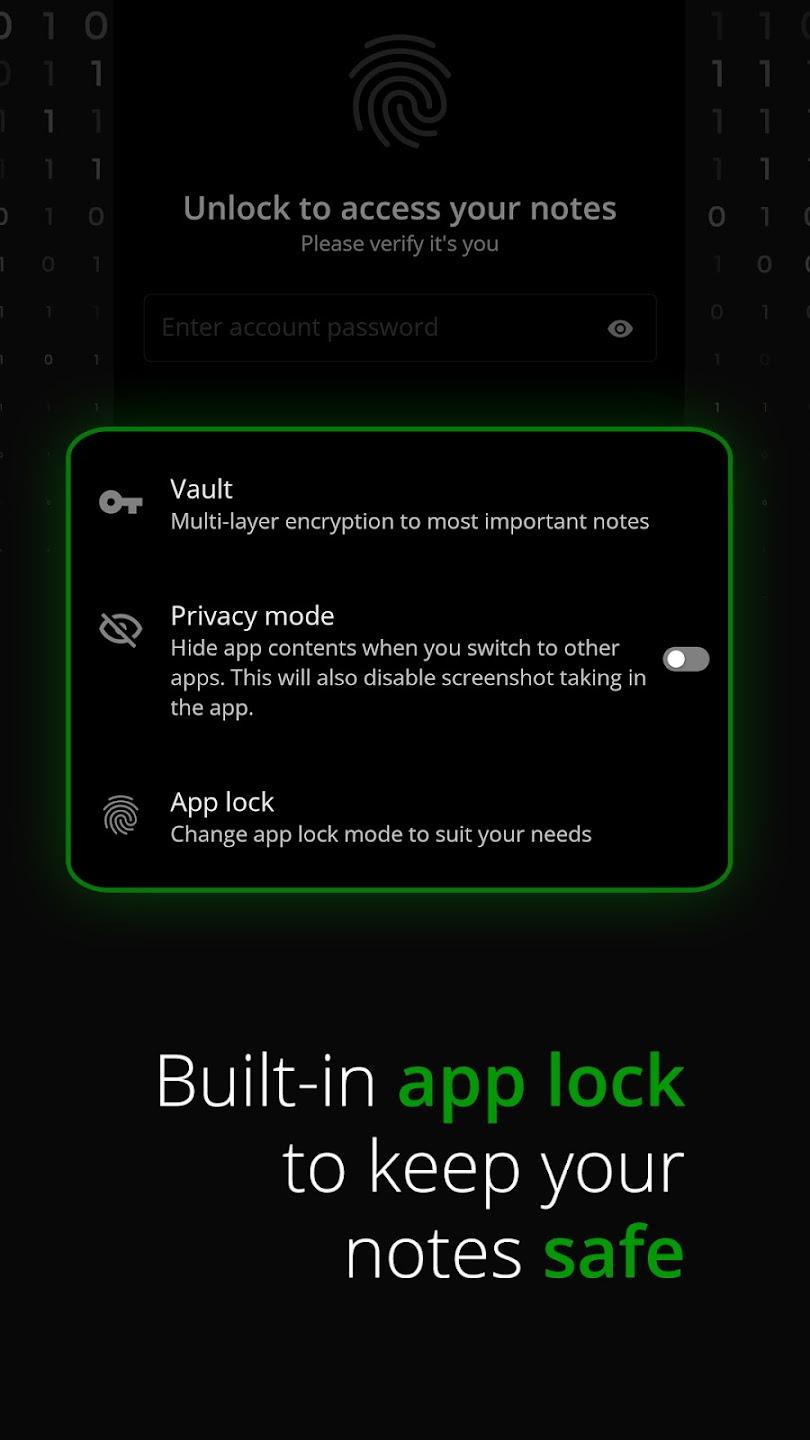 Unlock to access your notes
Please verify it's you
Enter account password
Vault
Multi-layer encryption to most important notes
Privacy mode
Hide app contents when you switch to other
apps. This will also disable screenshot taking in
the app.
App lock
Change app lock mode to suit your needs
Built-in app lock
to keep your
notes safe